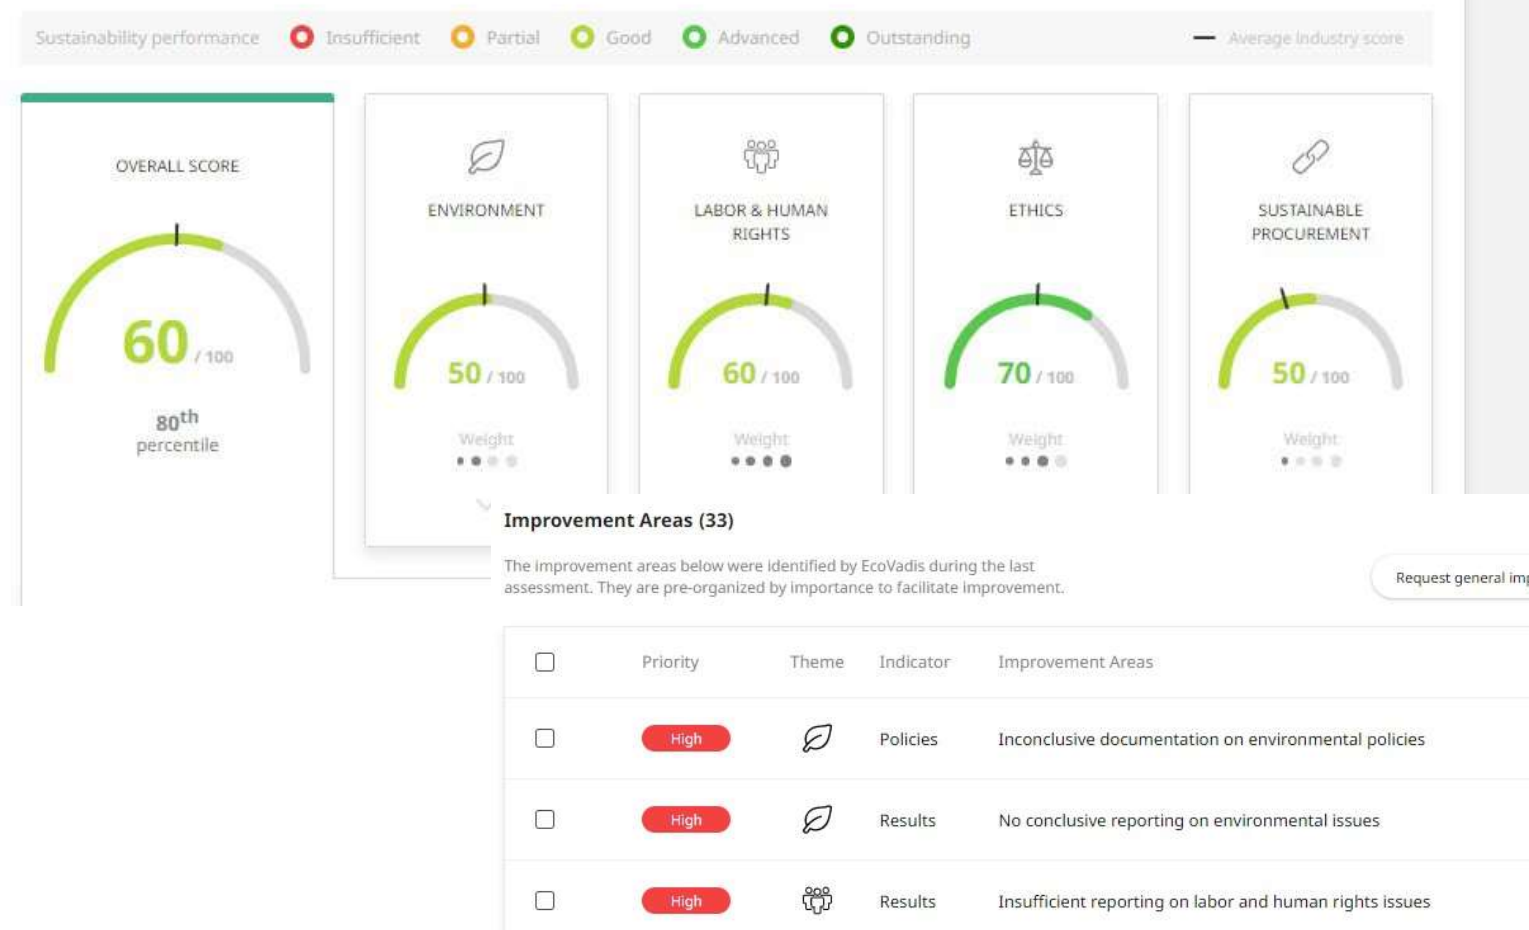 Sustainability performance Insufficient Partial Good Advanced Outstanding Average industry score
OVERALL SCORE
60 / 100
80th
percentile
ENVIRONMENT
50 / 100
Weight
LABOR & HUMAN
RIGHTS
60 / 100
Weight
ETHICS
70 / 100
Weight
SUSTAINABLE
PROCUREMENT
50 / 100
Weight
Improvement Areas (33)
The improvement areas below were identified by EcoVadis during the last
assessment. They are pre-organized by importance to facilitate improvement.
Request general imp
Priority Theme Indicator Improvement Areas
High Policies Inconclusive documentation on environmental policies
High Results No conclusive reporting on environmental issues
High Results Insufficient reporting on labor and human rights issues